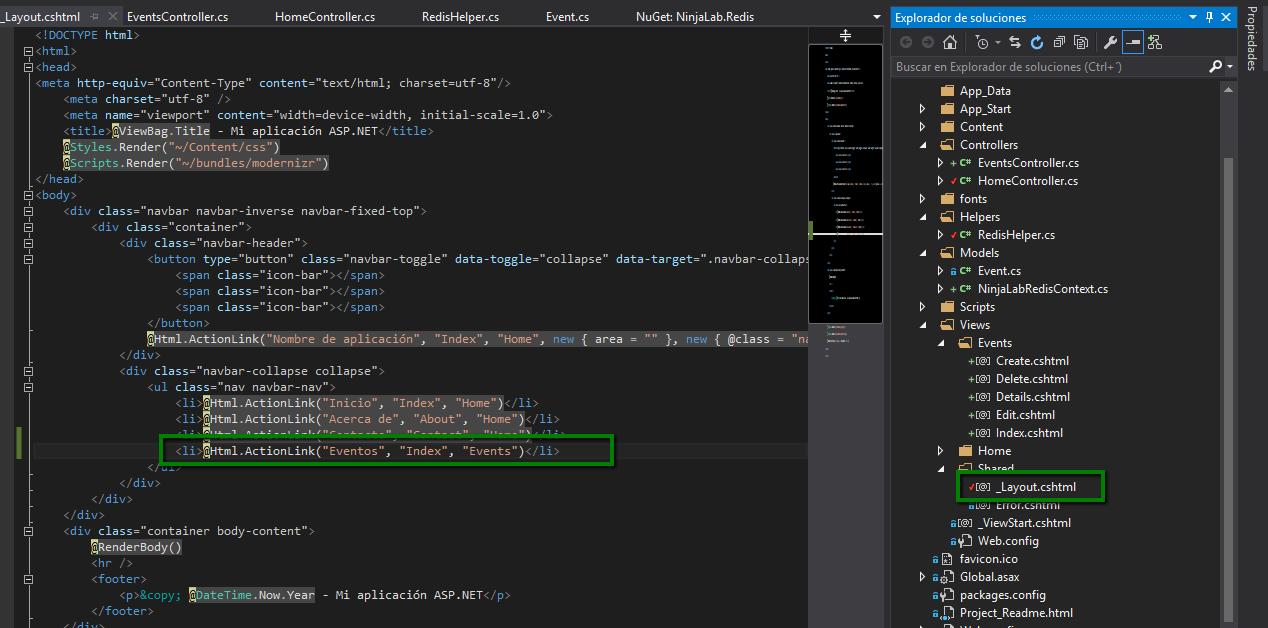 _Layout.cshtml
EventsController.cs
HomeController.cs
RedisHelper.cs
Event.cs
NuGet: NinjaLab.Redis
<!DOCTYPE html>
<html>
<head>
<meta http-equiv="Content-Type" content="text/html; charset=utf-8"/>
<meta charset="utf-8" />
<meta name="viewport" content="width=device-width, initial-scale=1.0">
<title>@ViewBag.Title - Mi aplicación ASP.NET</title>
@Styles.Render("~/Content/css")
@Scripts.Render("~/bundles/modernizr")
</head>
<body>
<div class="navbar navbar-inverse navbar-fixed-top">
<div class="container">
<div class="navbar-header">
<button type="button" class="navbar-toggle" data-toggle="collapse" data-target=".navbar-collaps
<span class="icon-bar"></span>
<span class="icon-bar"></span>
<span class="icon-bar"></span>
</button>
@Html.ActionLink("Nombre de aplicación", "Index", "Home", new { area = "" }, new { @class = "na
</div>
<div class="navbar-collapse collapse">
<ul class="nav navbar-nav">
<li>@Html.ActionLink("Inicio", "Index", "Home")</li>
<li>@Html.ActionLink("Acerca de", "About", "Home")</li>
<li>@Html.ActionLink("Contacto", "Contact", "Home")</li>
<li>@Html.ActionLink("Eventos", "Index", "Events")</li>
</ul>
</div>
</div>
</div>
<div class="container body-content">
@RenderBody()
<hr />
<footer>
<p>&copy; @DateTime.Now.Year - Mi aplicación ASP.NET</p>
</footer>
</div>
Explorador de soluciones
Buscar en Explorador de soluciones (Ctrl+¨)
App_Data
App_Start
Content
Controllers
C# EventsController.cs
C# HomeController.cs
fonts
Helpers
C# RedisHelper.cs
Models
C# Event.cs
C# NinjaLabRedisContext.cs
Scripts
Views
Events
[@] Create.cshtml
[@] Delete.cshtml
[@] Details.cshtml
[@] Edit.cshtml
[@] Index.cshtml
Home
Shared
[@] _Layout.cshtml
[@] Error.cshtml
[@] _ViewStart.cshtml
Web.config
favicon.ico
Global.asax
packages.config
Project_Readme.html
Web.config
Propiedades